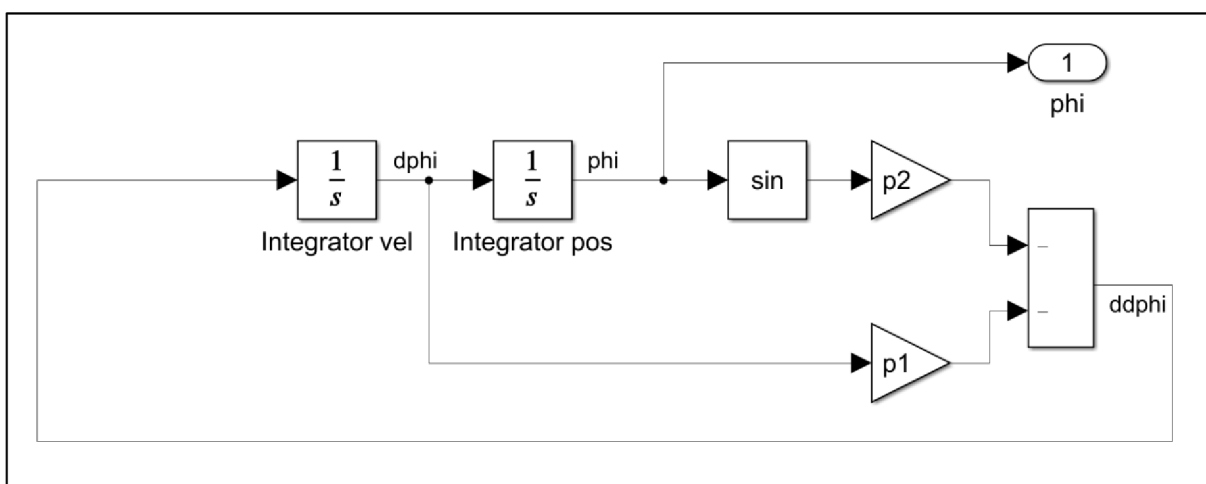 1
phi
1
s
dphi
1
s
phi
sin
p2
Integrator vel
Integrator pos
−
−
ddphi
p1